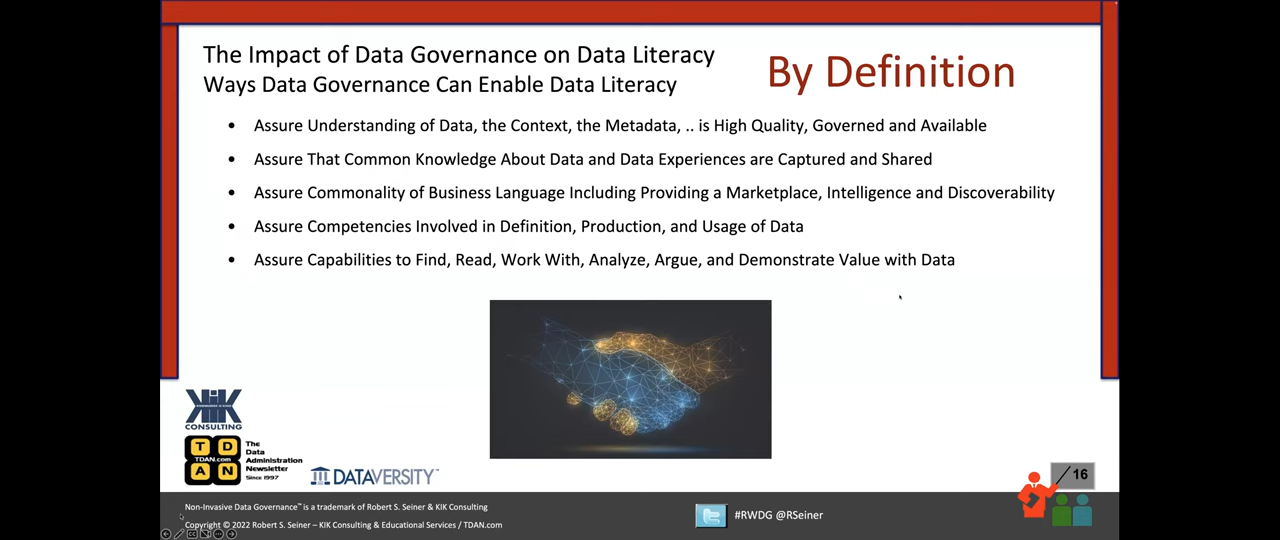 The Impact of Data Governance on Data Literacy
Ways Data Governance Can Enable Data Literacy
By Definition
• Assure Understanding of Data, the Context, the Metadata, .. is High Quality, Governed and Available
• Assure That Common Knowledge About Data and Data Experiences are Captured and Shared
• Assure Commonality of Business Language Including Providing a Marketplace, Intelligence and Discoverability
• Assure Competencies Involved in Definition, Production, and Usage of Data
• Assure Capabilities to Find, Read, Work With, Analyze, Argue, and Demonstrate Value with Data
KIK
CONSULTING
T D
TDAN.com
A N
The
Data
Administration
Newsletter
Since 1997
DATAVERSITY™
16
Non-Invasive Data Governance™ is a trademark of Robert S. Seiner & KIK Consulting
Copyright © 2022 Robert S. Seiner – KIK Consulting & Educational Services / TDAN.com
#RWDG @RSeiner
CC